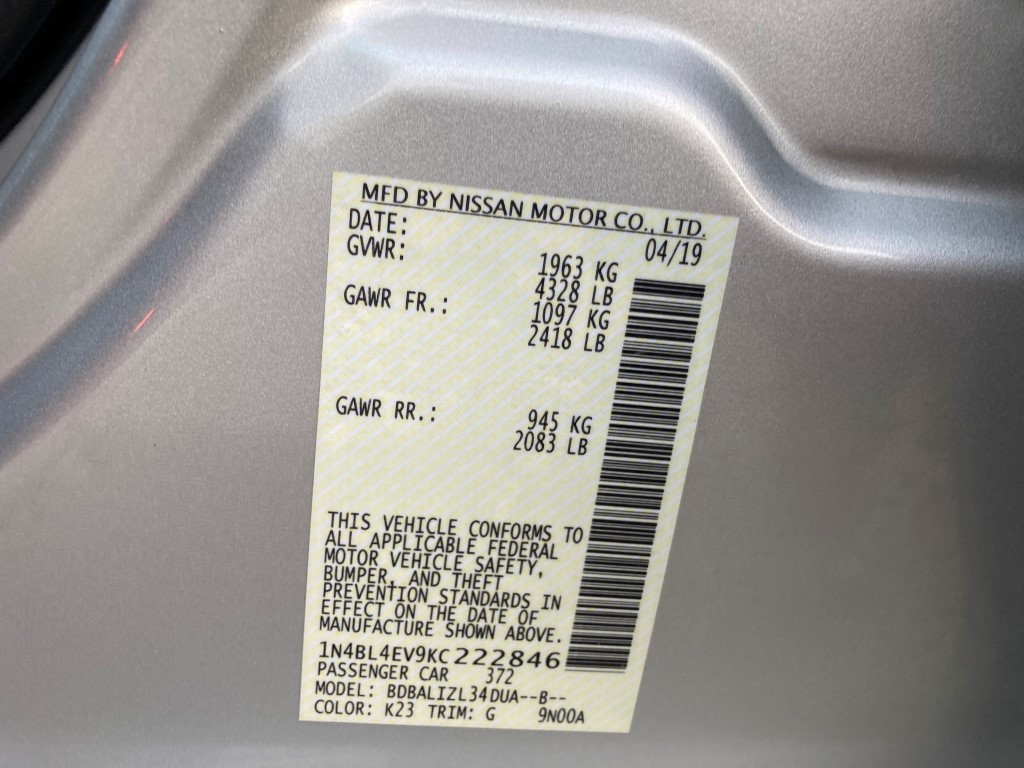 MFD BY NISSAN MOTOR CO., LTD.
DATE: 04/19
GVWR: 1963 KG
4328 LB
GAWR FR.: 1097 KG
2418 LB
GAWR RR.: 945 KG
2083 LB
THIS VEHICLE CONFORMS TO
ALL APPLICABLE FEDERAL
MOTOR VEHICLE SAFETY,
BUMPER, AND THEFT
PREVENTION STANDARDS IN
EFFECT ON THE DATE OF
MANUFACTURE SHOWN ABOVE.
1N4BL4EV9KC222846
PASSENGER CAR 372
MODEL: BDBALIZL34DUA--B--
COLOR: K23 TRIM: G 9N00A